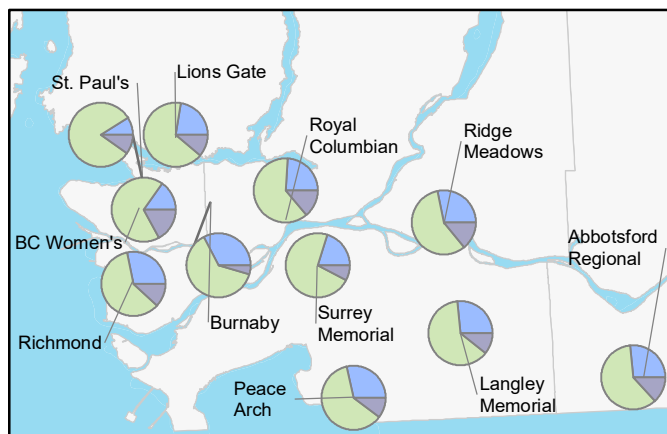 St. Paul's
Lions Gate
Royal
Columbian
Ridge
Meadows
BC Women's
Abbotsford
Regional
Richmond
Burnaby
Surrey
Memorial
Peace
Arch
Langley
Memorial